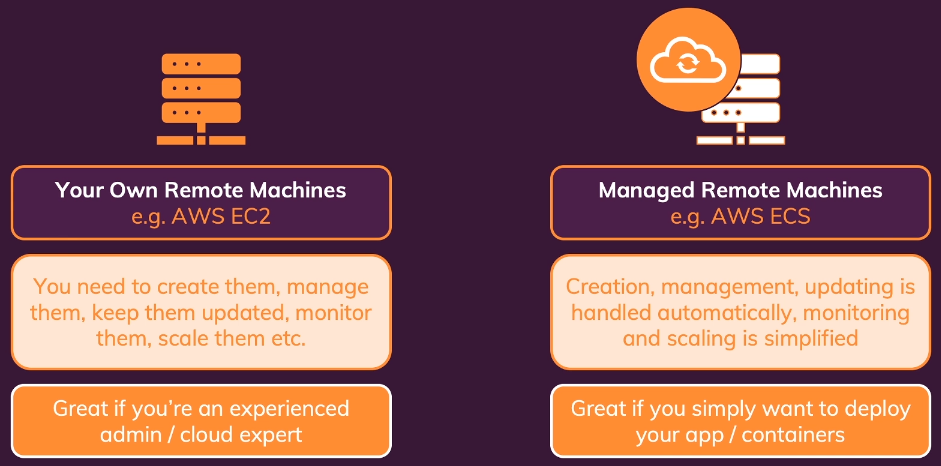 Your Own Remote Machines
e.g. AWS EC2
You need to create them, manage
them, keep them updated, monitor
them, scale them etc.
Great if you're an experienced
admin / cloud expert
Managed Remote Machines
e.g. AWS ECS
Creation, management, updating is
handled automatically, monitoring
and scaling is simplified
Great if you simply want to deploy
your app / containers